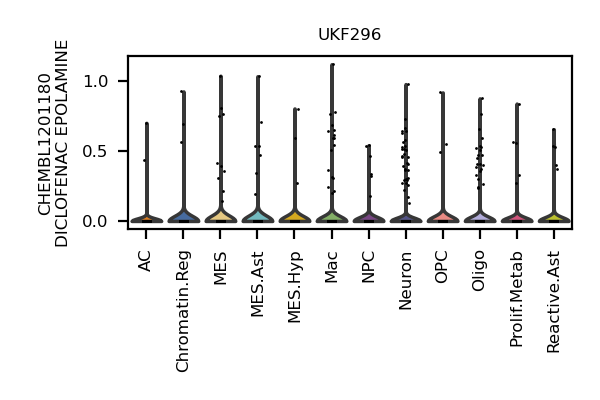 UKF296
CHEMBL1201180
DICLOFENAC EPOLAMINE
1.0
0.5
0.0
AC
Chromatin.Reg
MES
MES.Ast
MES.Hyp
Mac
NPC
Neuron
OPC
Oligo
Prolif.Metab
Reactive.Ast